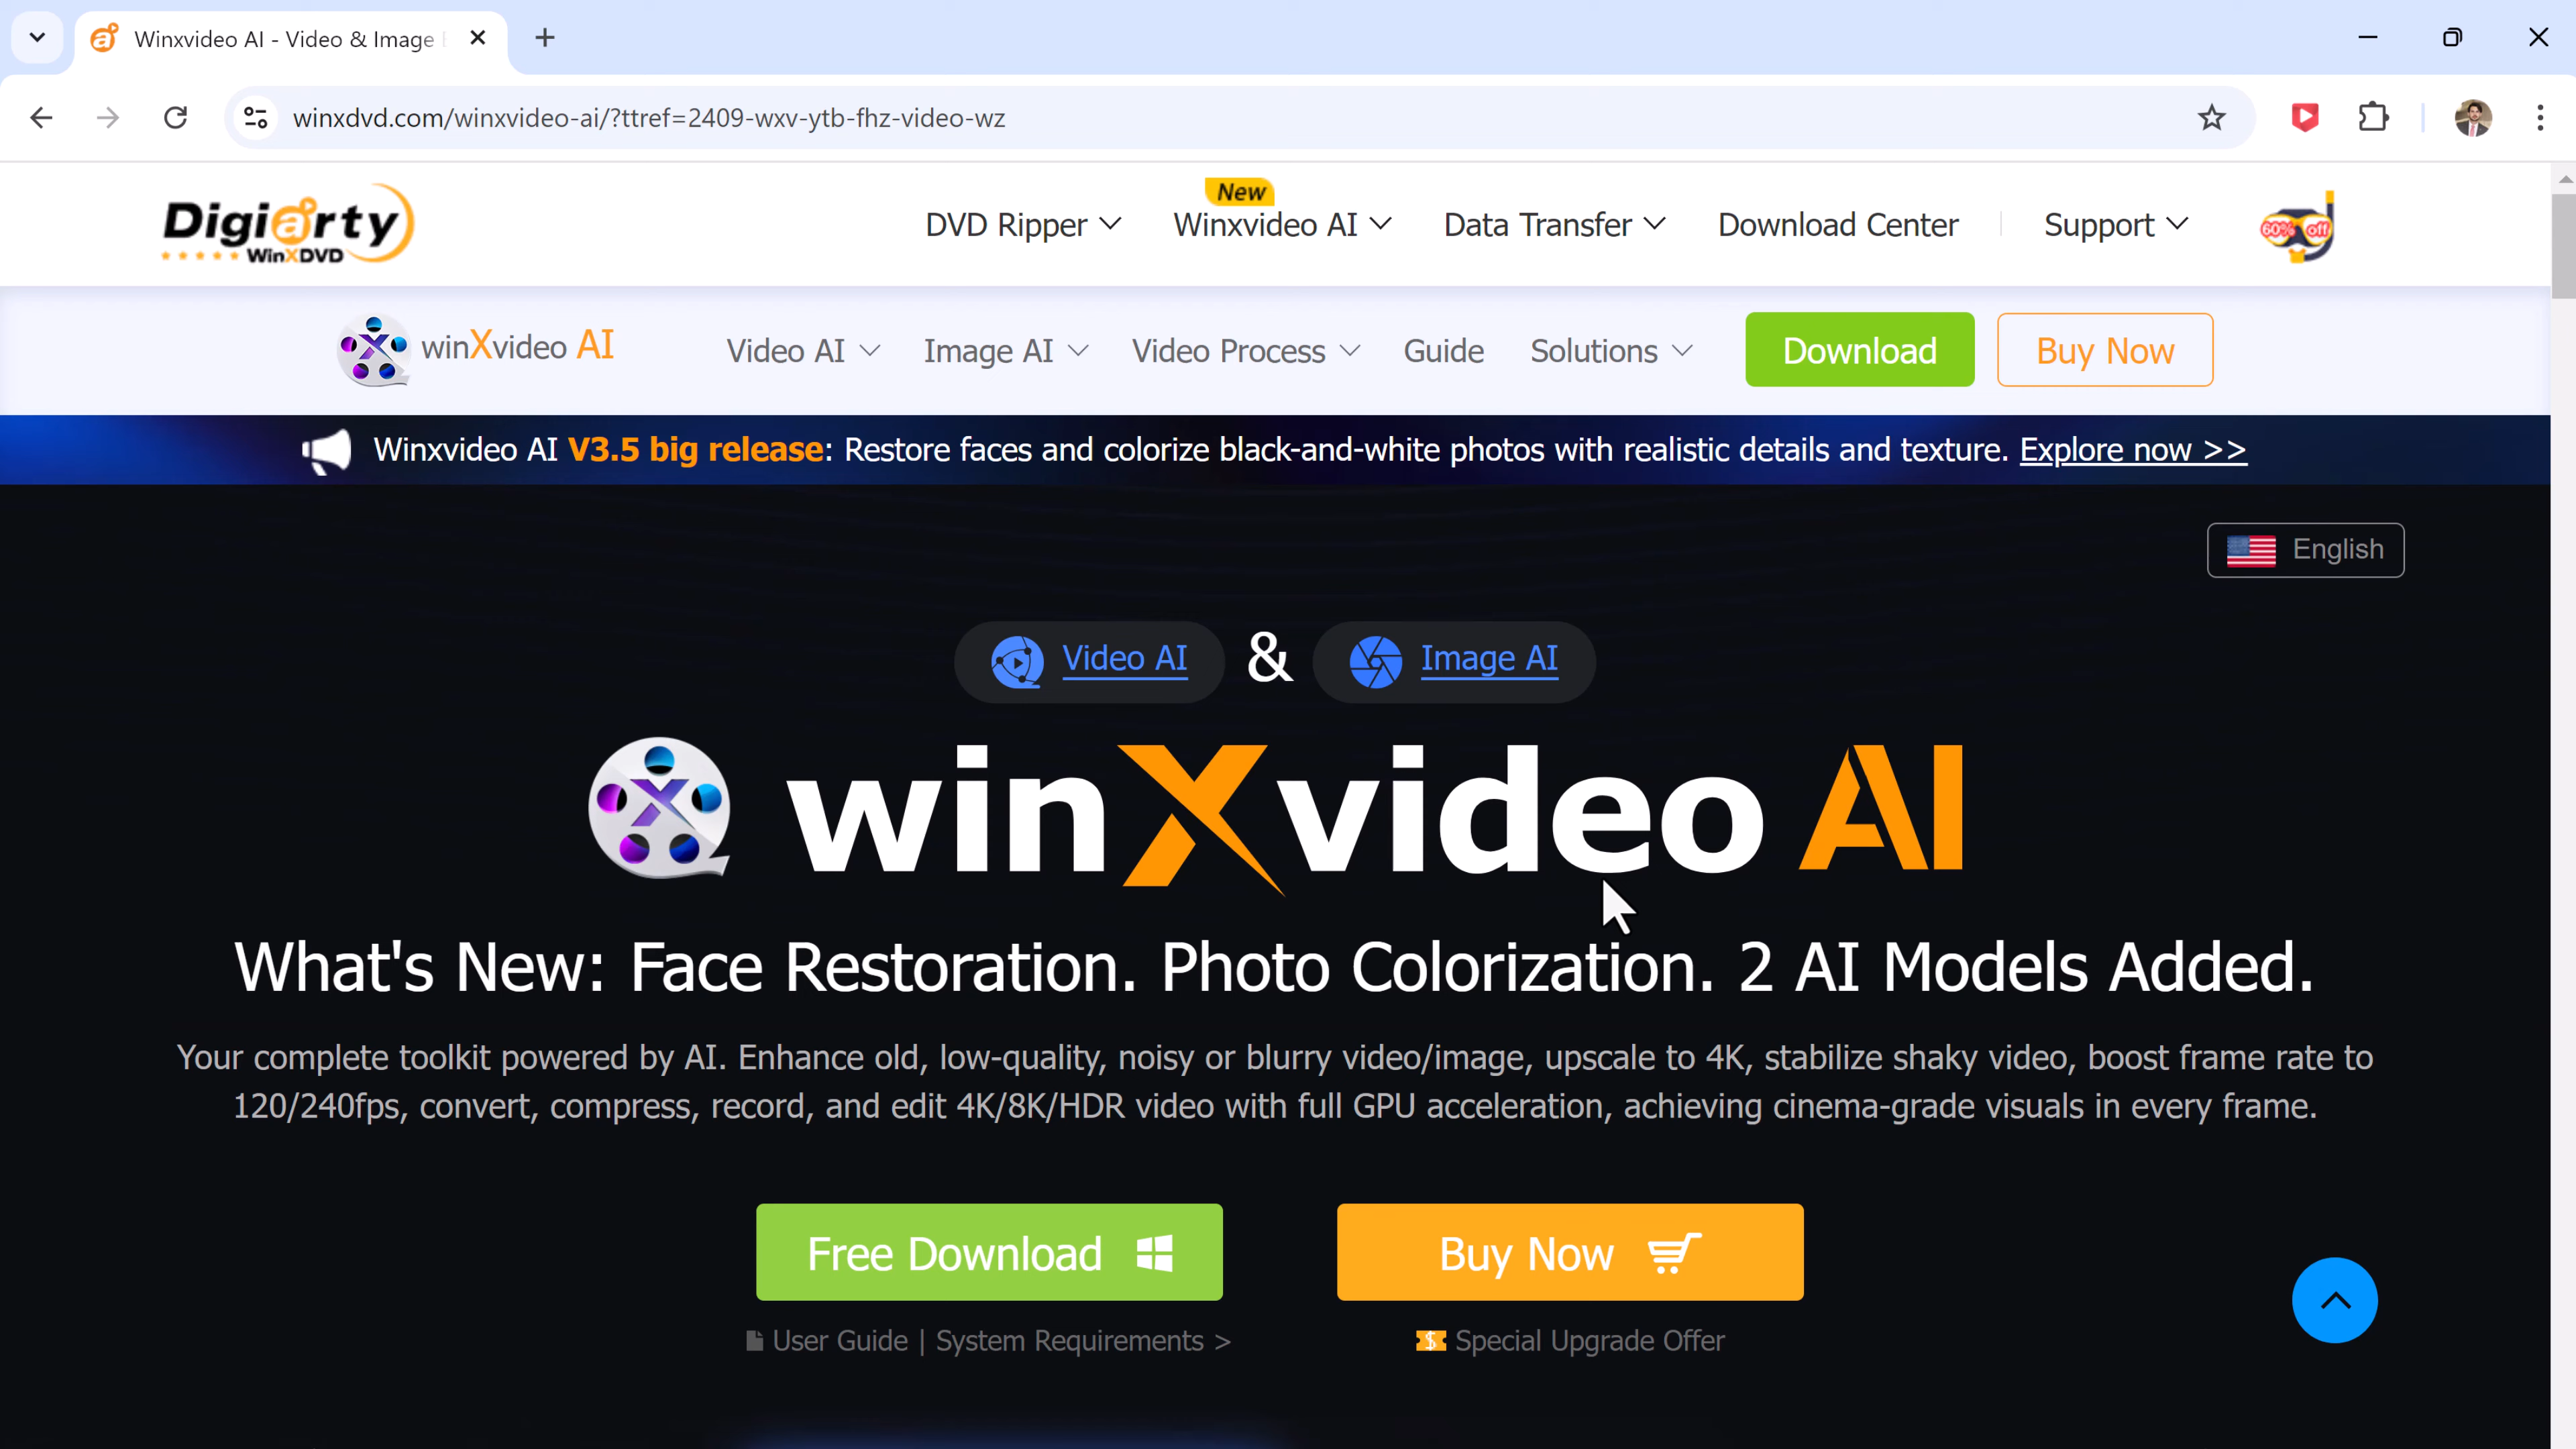 Winxvideo AI - Video & Image
winxdvd.com/winxvideo-ai/?ttref=2409-wxv-ytb-fhz-video-wz
Digiarty
WinXDVD
DVD Ripper
New
Winxvideo AI
Data Transfer
Download Center
Support
60% off
winXvideo AI
Video AI
Image AI
Video Process
Guide
Solutions
Download
Buy Now
Winxvideo AI V3.5 big release: Restore faces and colorize black-and-white photos with realistic details and texture. Explore now >>
English
Video AI & Image AI
winXvideo AI
What's New: Face Restoration. Photo Colorization. 2 AI Models Added.
Your complete toolkit powered by AI. Enhance old, low-quality, noisy or blurry video/image, upscale to 4K, stabilize shaky video, boost frame rate to
120/240fps, convert, compress, record, and edit 4K/8K/HDR video with full GPU acceleration, achieving cinema-grade visuals in every frame.
Free Download
Buy Now
User Guide | System Requirements >
Special Upgrade Offer